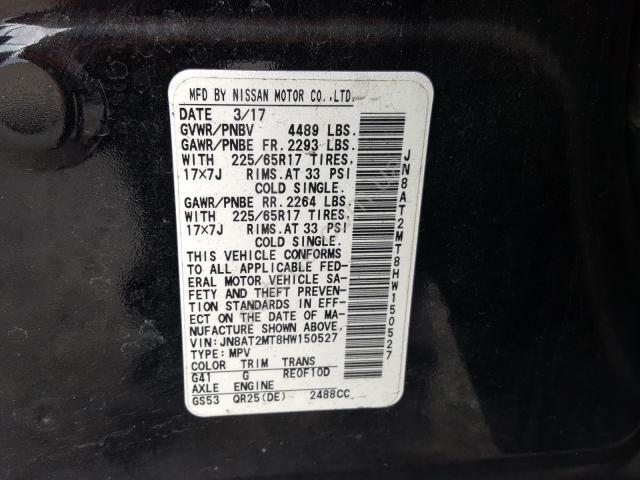 MFD BY NISSAN MOTOR CO.,LTD.
DATE 3/17
GVWR/PNBV 4489 LBS.
GAWR/PNBE FR. 2293 LBS.
WITH 225/65R17 TIRES,
17×7J RIMS. AT 33 PSI
COLD SINGLE.
GAWR/PNBE RR. 2264 LBS.
WITH 225/65R17 TIRES,
17×7J RIMS. AT 33 PSI
COLD SINGLE.
THIS VEHICLE CONFORMS
TO ALL APPLICABLE FED-
ERAL MOTOR VEHICLE SA-
FETY AND THEFT PREVEN-
TION STANDARDS IN EFF-
ECT ON THE DATE OF MA-
NUFACTURE SHOWN ABOVE.
VIN: JN8AT2MT8HW150527
TYPE: MPV
COLOR TRIM TRANS
G41 G RE0F10D
AXLE ENGINE
GS53 QR25(DE) 2488CC
JN8AT2MT8HW150527